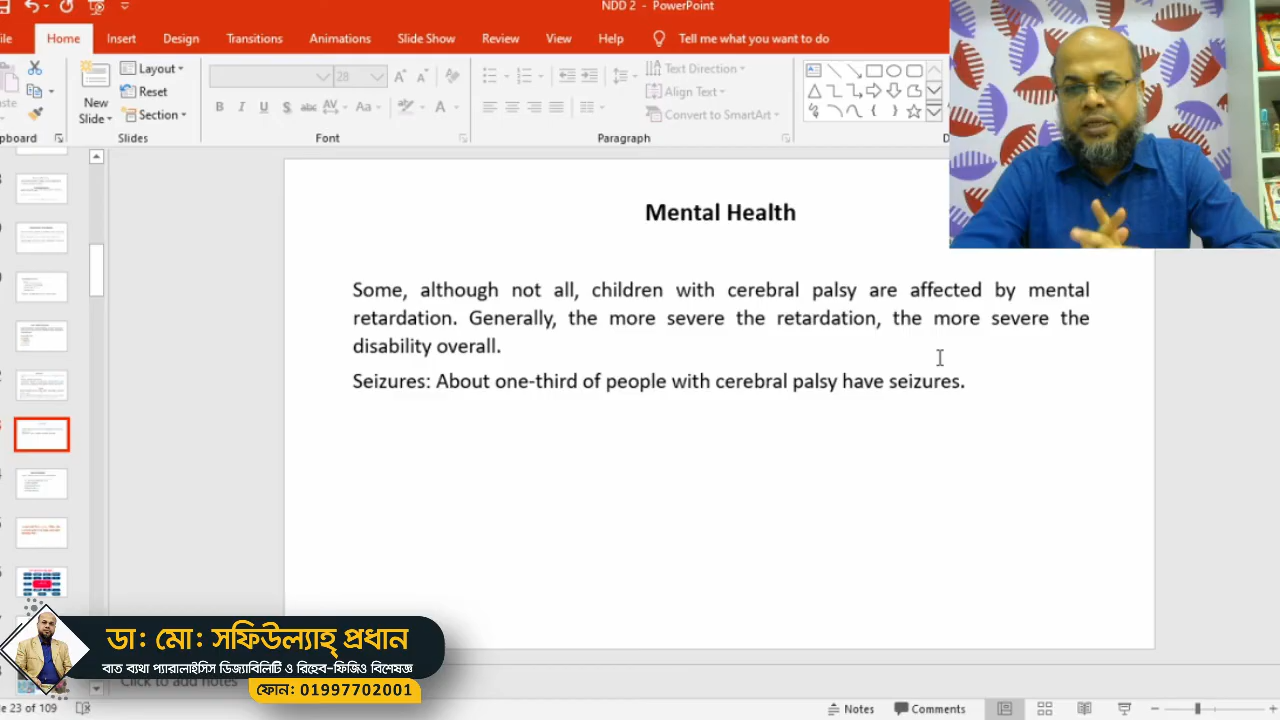 NDD 2 - PowerPoint
Home Insert Design Transitions Animations Slide Show Review View Help Tell me what you want to do
New Slide
Layout
Reset
Section
28
Text Direction
Align Text
Convert to SmartArt
Slides Font Paragraph
Mental Health
Some, although not all, children with cerebral palsy are affected by mental
retardation. Generally, the more severe the retardation, the more severe the
disability overall.
Seizures: About one-third of people with cerebral palsy have seizures.
ডাঃ মোঃ সফিউল্যাহ্ প্রধান
বাত ব্যথা প্যারালাইসিস ডিজ্যাবিলিটি ও রিহেব-ফিজিও বিশেষজ্ঞ
ফোন: 01997702001
Click to add notes
23 of 109
Notes Comments